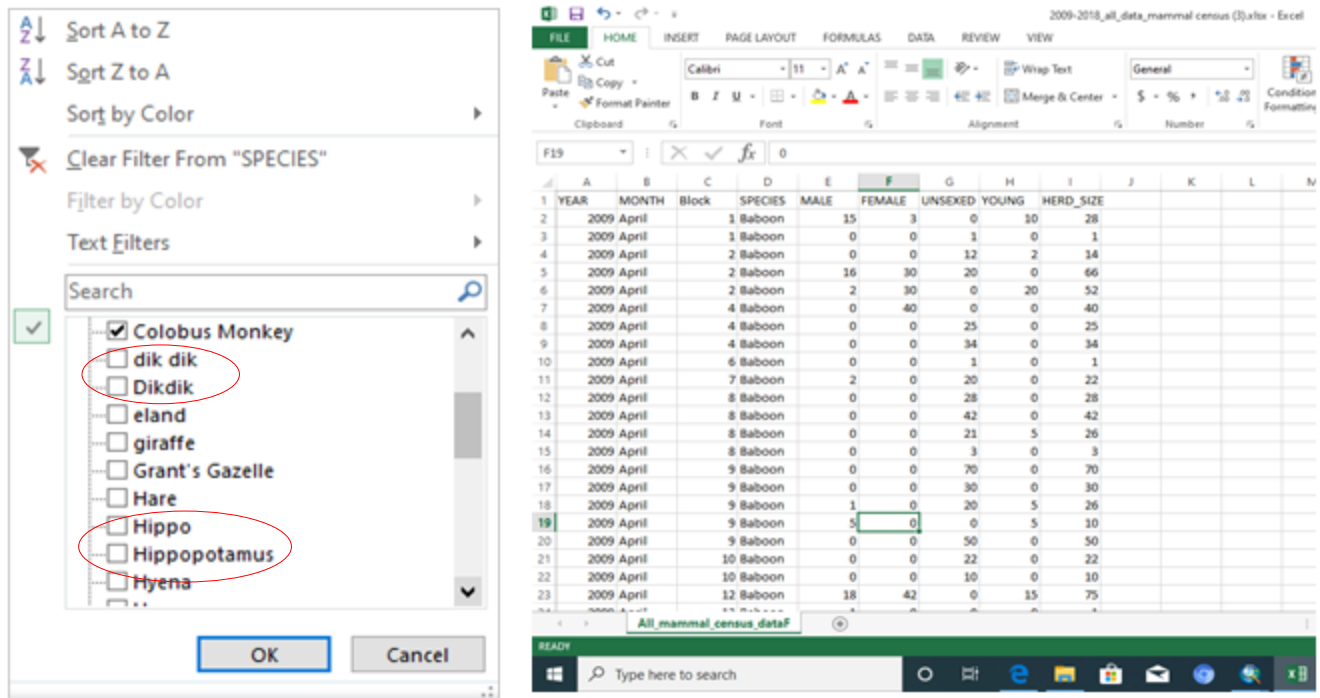 Sort A to Z
Sort Z to A
Sort by Color
Clear Filter From "SPECIES"
Filter by Color
Text Filters
Search
Colobus Monkey
dik dik
Dikdik
eland
giraffe
Grant's Gazelle
Hare
Hippo
Hippopotamus
Hyena
OK Cancel
2009-2018_all_data_mammal census (3).xlsx - Excel
FILE HOME INSERT PAGE LAYOUT FORMULAS DATA REVIEW VIEW
Cut
Copy
Format Painter
Paste
Calibri 11
B I U
Wrap Text
Merge & Center
General
$ % ,
Condition
Formatting
Clipboard Font Alignment Number
F19 fx 0
A B C D E F G H I J K L M
1 YEAR MONTH Block SPECIES MALE FEMALE UNSEXED YOUNG HERD_SIZE
2 2009 April 1 Baboon 15 3 0 10 28
3 2009 April 1 Baboon 0 0 1 0 1
4 2009 April 2 Baboon 0 0 12 2 14
5 2009 April 2 Baboon 16 30 20 0 66
6 2009 April 2 Baboon 2 30 0 20 52
7 2009 April 4 Baboon 0 40 0 0 40
8 2009 April 4 Baboon 0 0 25 0 25
9 2009 April 4 Baboon 0 0 34 0 34
10 2009 April 6 Baboon 0 0 1 0 1
11 2009 April 7 Baboon 2 0 20 0 22
12 2009 April 8 Baboon 0 0 28 0 28
13 2009 April 8 Baboon 0 0 42 0 42
14 2009 April 8 Baboon 0 0 21 5 26
15 2009 April 8 Baboon 0 0 3 0 3
16 2009 April 9 Baboon 0 0 70 0 70
17 2009 April 9 Baboon 0 0 30 0 30
18 2009 April 9 Baboon 1 0 20 5 26
19 2009 April 9 Baboon 5 0 0 5 10
20 2009 April 9 Baboon 0 0 50 0 50
21 2009 April 10 Baboon 0 0 22 0 22
22 2009 April 10 Baboon 0 0 10 0 10
23 2009 April 12 Baboon 18 42 0 15 75
All_mammal_census_dataF
READY
Type here to search